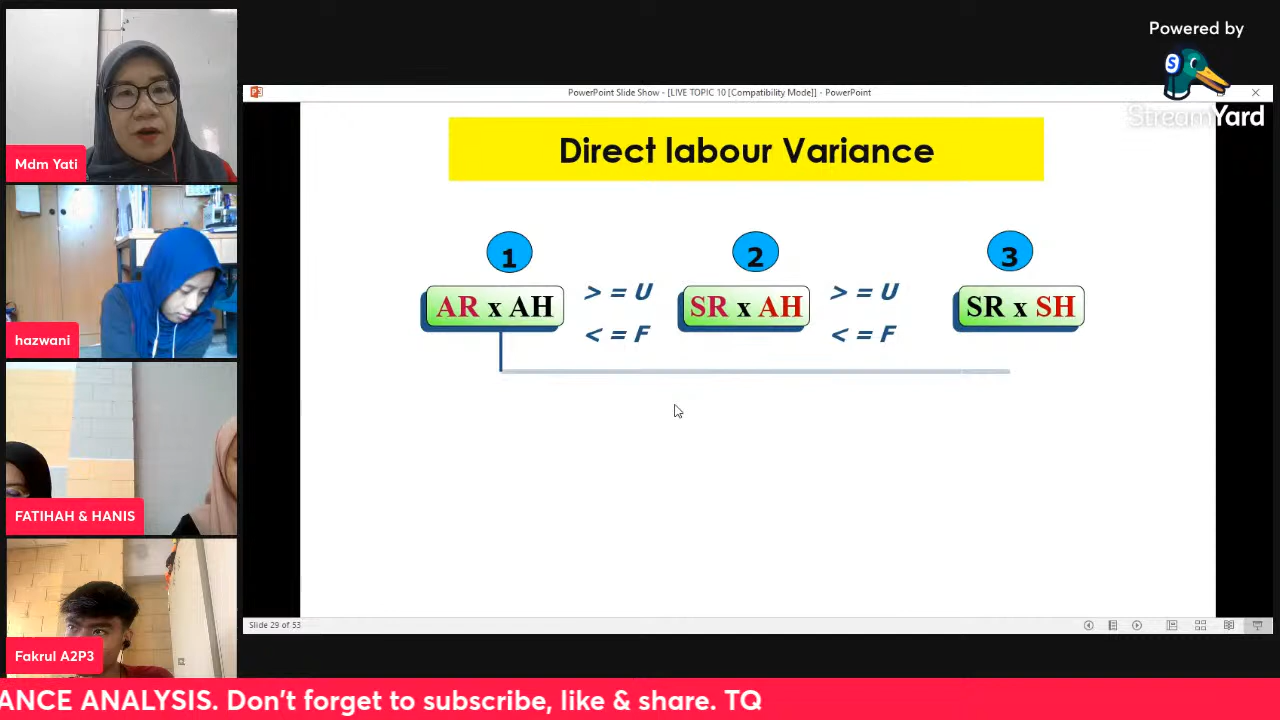 Powered by
S
StreamYard
PowerPoint Slide Show - [LIVE TOPIC 10 [Compatibility Mode]] - PowerPoint
Direct labour Variance
1
2
3
AR x AH
> = U
< = F
SR x AH
> = U
< = F
SR x SH
Slide 29 of 53
Mdm Yati
hazwani
FATIHAH & HANIS
Fakrul A2P3
ANCE ANALYSIS. Don't forget to subscribe, like & share. TQ